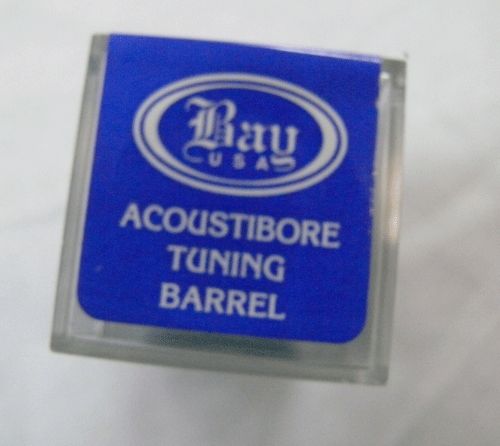 Bay
USA
ACOUSTIBORE
TUNING
BARREL